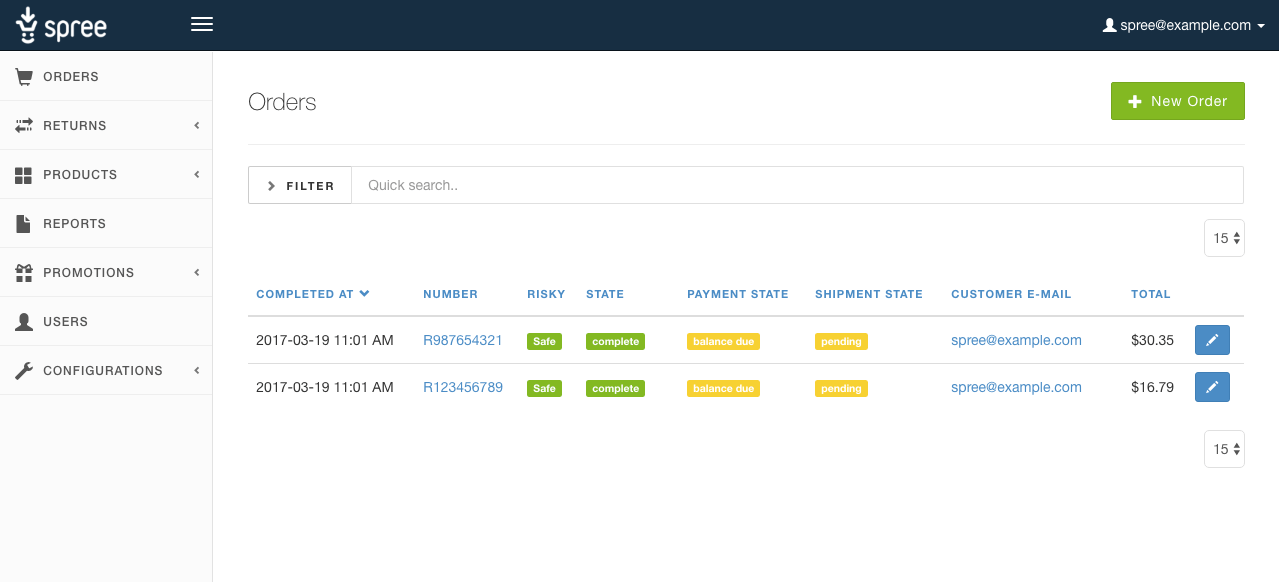 spree
spree@example.com
ORDERS
RETURNS
PRODUCTS
REPORTS
PROMOTIONS
USERS
CONFIGURATIONS
Orders
New Order
FILTER Quick search..
15
COMPLETED AT NUMBER RISKY STATE PAYMENT STATE SHIPMENT STATE CUSTOMER E-MAIL TOTAL
2017-03-19 11:01 AM R987654321 Safe complete balance due pending spree@example.com $30.35
2017-03-19 11:01 AM R123456789 Safe complete balance due pending spree@example.com $16.79
15